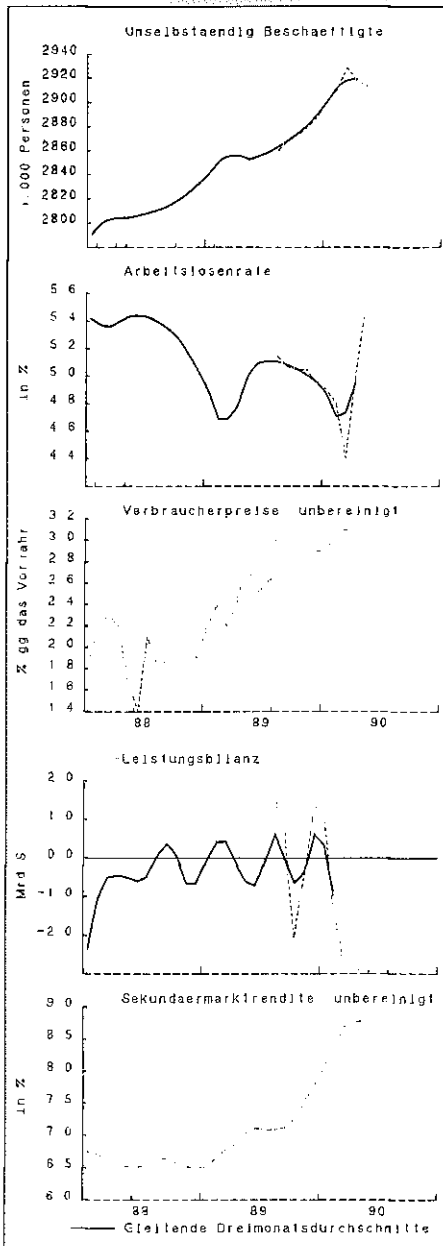 Unselbstaendig Beschaeftigte
2940
2920
2900
2880
2860
2840
2820
2800
1.000 Personen
Arbeitslosenrate
5 6
5 4
5 2
5 0
4 8
4 6
4 4
in %
Verbraucherpreise unbereinigt
3 2
3 0
2 8
2 6
2 4
2 2
2 0
1 8
1 6
1 4
% gg das Vorjahr
88 89 90
-Leistungsbilanz
2 0
1 0
0 0
-1 0
-2 0
Mrd S
Sekundaermarktrendite unbereinigt
9 0
8 5
8 0
7 5
7 0
6 5
6 0
in %
88 89 90
Gleitende Dreimonatsdurchschnitte